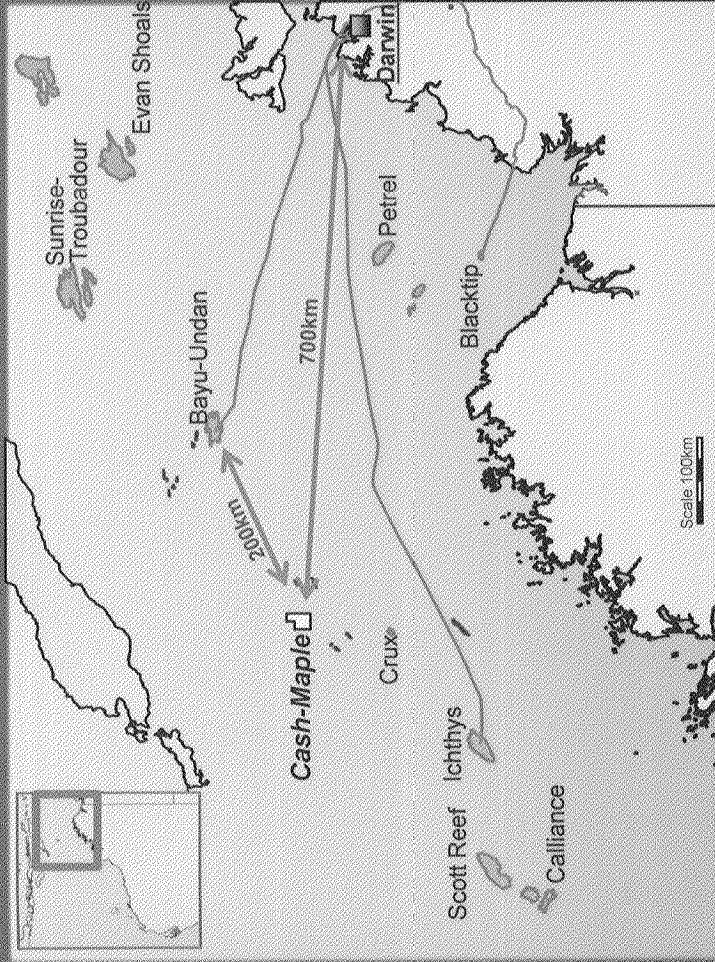 Evan Shoals
Sunrise-
Troubadour
Darwin
Petrel
Bayu-Undan
Blacktip
700km
200km
Cash-Maple
Crux
Ichthys
Scott Reef
Calliance
Scale 100km